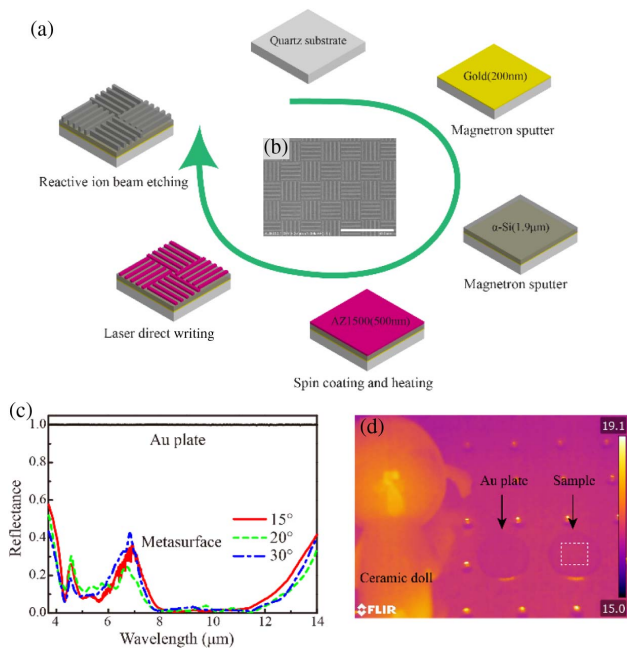 (a)
Quartz substrate
Gold(200nm)
Magnetron sputter
α-Si(1.9μm)
Magnetron sputter
AZ1500(500nm)
Spin coating and heating
Laser direct writing
Reactive ion beam etching
(b)
(c)
Reflectance
1.0
0.8
0.6
0.4
0.2
0.0
Au plate
Metasurface
15°
20°
30°
4 6 8 10 12 14
Wavelength (μm)
(d)
19.1
Au plate
Sample
Ceramic doll
FLIR
15.0